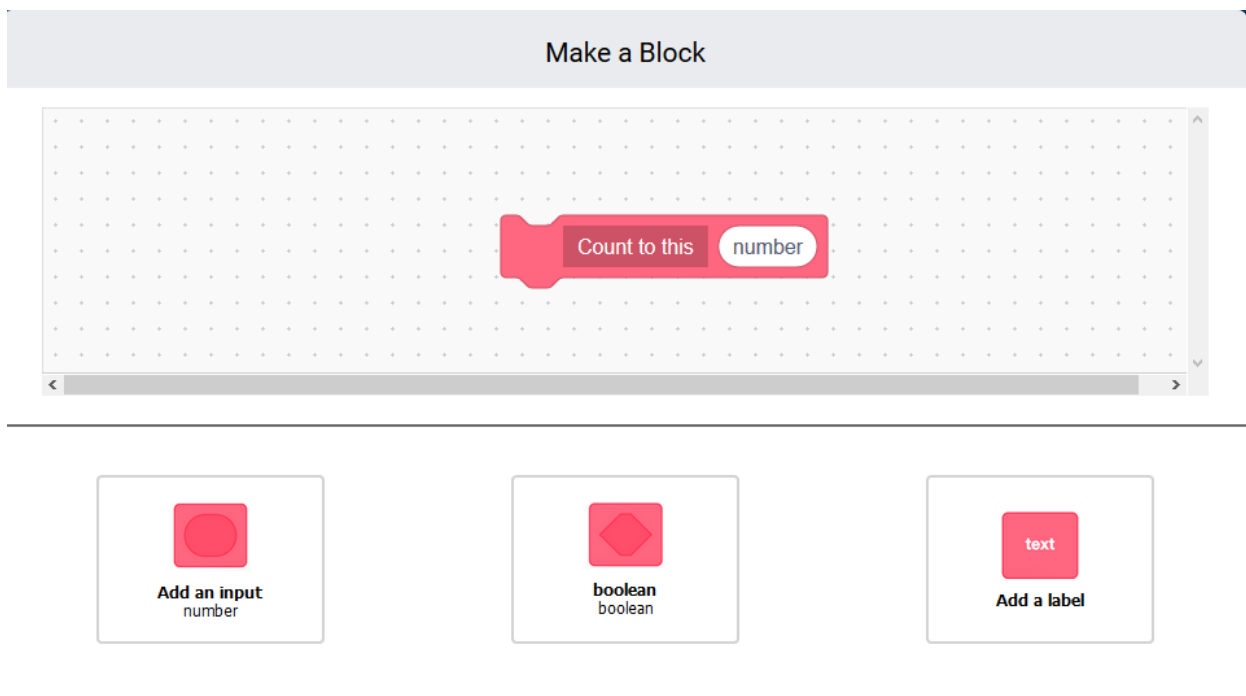 Make a Block
Count to this number
Add an input
number
boolean
boolean
text
Add a label